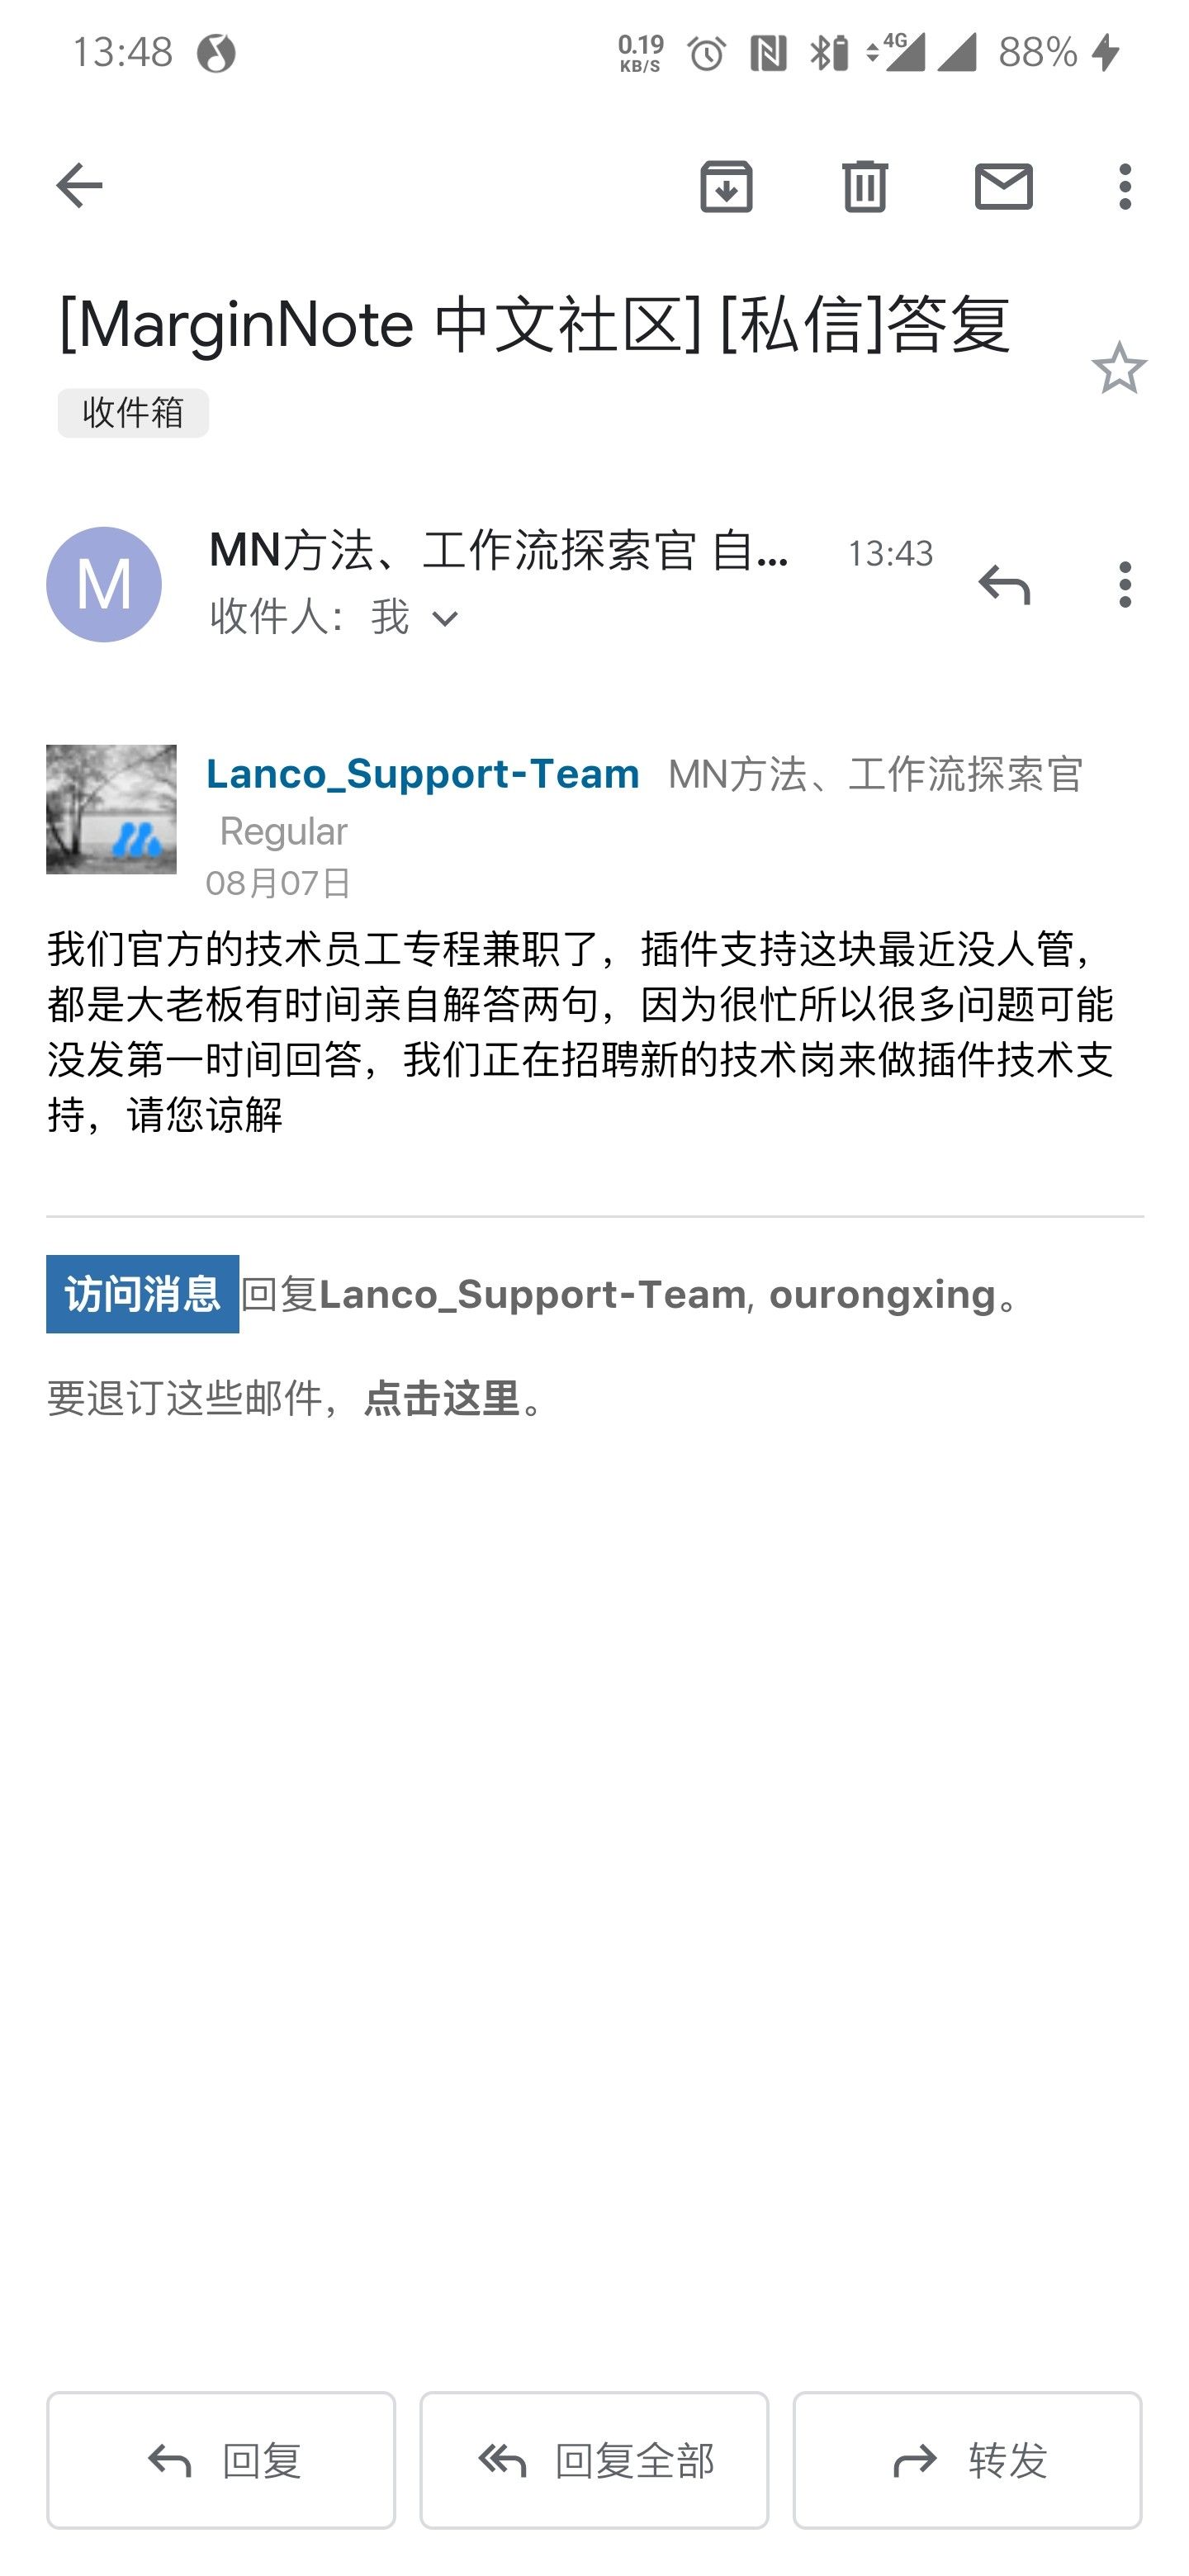 13:48
0.19
KB/S
4G
88%
[MarginNote 中文社区] [私信]答复
收件箱
M
MN方法、工作流探索官 自...
13:43
收件人： 我
Lanco_Support-Team MN方法、工作流探索官
Regular
08月07日
我们官方的技术员工专程兼职了，插件支持这块最近没人管，
都是大老板有时间亲自解答两句，因为很忙所以很多问题可能
没发第一时间回答，我们正在招聘新的技术岗来做插件技术支
持，请您谅解
访问消息 回复Lanco_Support-Team, ourongxing。
要退订这些邮件，点击这里。
回复
回复全部
转发